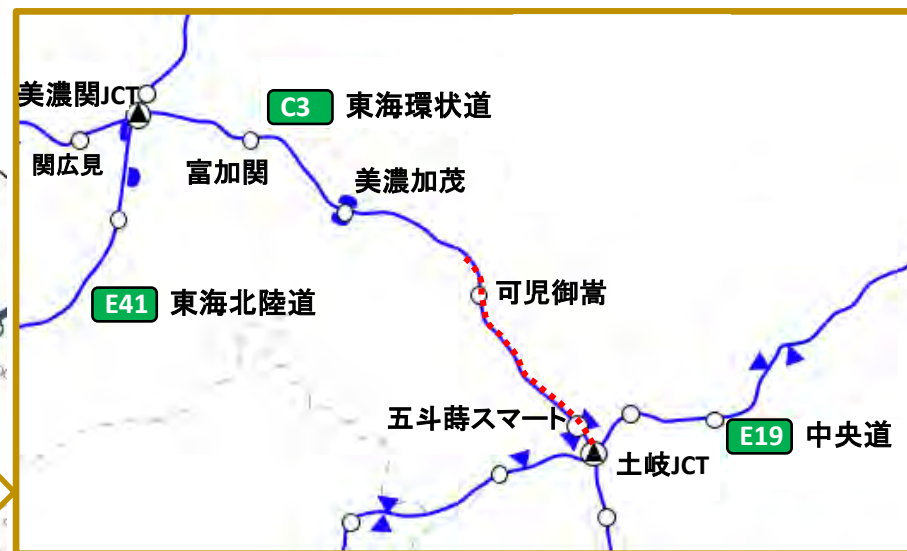 美濃関JCT
C3 東海環状道
関広見
富加関
美濃加茂
E41 東海北陸道
可児御嵩
五斗蒔スマート
E19 中央道
土岐JCT